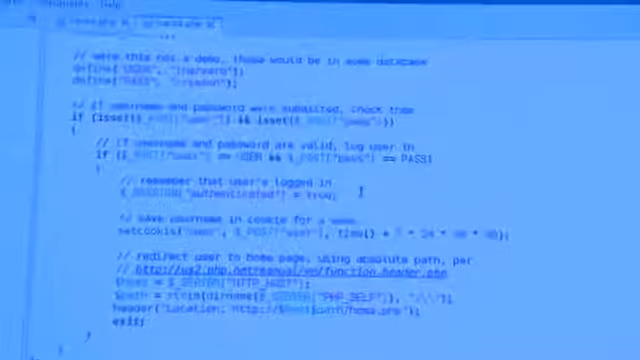 // were this not a demo, these would be in some database
define("USER",
define("PASS",
// if username and password were submitted, check them
if (isset($_POST["user"]) && isset($_POST["pass"]))
{
// if username and password are valid, log user in
if ($_POST["user"] == USER && $_POST["pass"] == PASS)
{
// remember that user's logged in
$_SESSION["authenticated"] = true;
// save username in cookie for a week
setcookie("user", $_POST["user"], time() + 7 * 24 * 60 * 60);
// redirect user to home page, using absolute path, per
// http://us2.php.net/manual/en/function.header.php
$host = $_SERVER["HTTP_HOST"];
$path = rtrim(dirname($_SERVER["PHP_SELF"]), "/\\");
header("Location: http://$host$path/home.php");
exit;
}
}